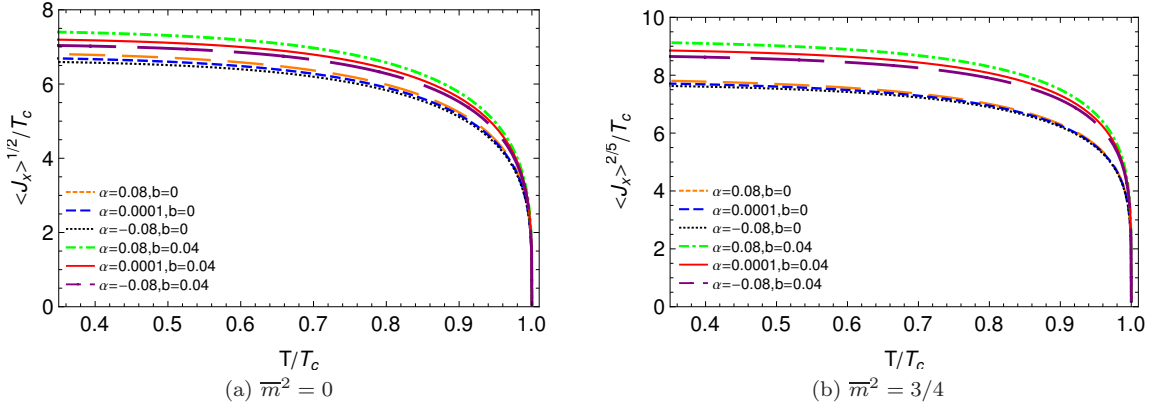 8
6
4
2
0
<J_x>^{1/2}/T_c
α=0.08,b=0
α=0.0001,b=0
α=−0.08,b=0
α=0.08,b=0.04
α=0.0001,b=0.04
α=−0.08,b=0.04
0.4 0.5 0.6 0.7 0.8 0.9 1.0
T/T_c
(a) m̅² = 0
10
8
6
4
2
0
<J_x>^{2/5}/T_c
α=0.08,b=0
α=0.0001,b=0
α=−0.08,b=0
α=0.08,b=0.04
α=0.0001,b=0.04
α=−0.08,b=0.04
0.4 0.5 0.6 0.7 0.8 0.9 1.0
T/T_c
(b) m̅² = 3/4